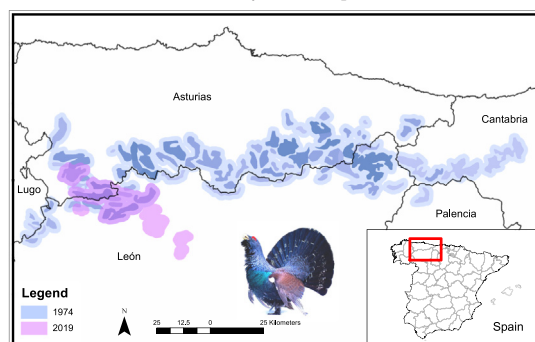 Asturias
Cantabria
Lugo
Palencia
León
Legend
1974
2019
N
25 12.5 0 25 Kilometers
Spain